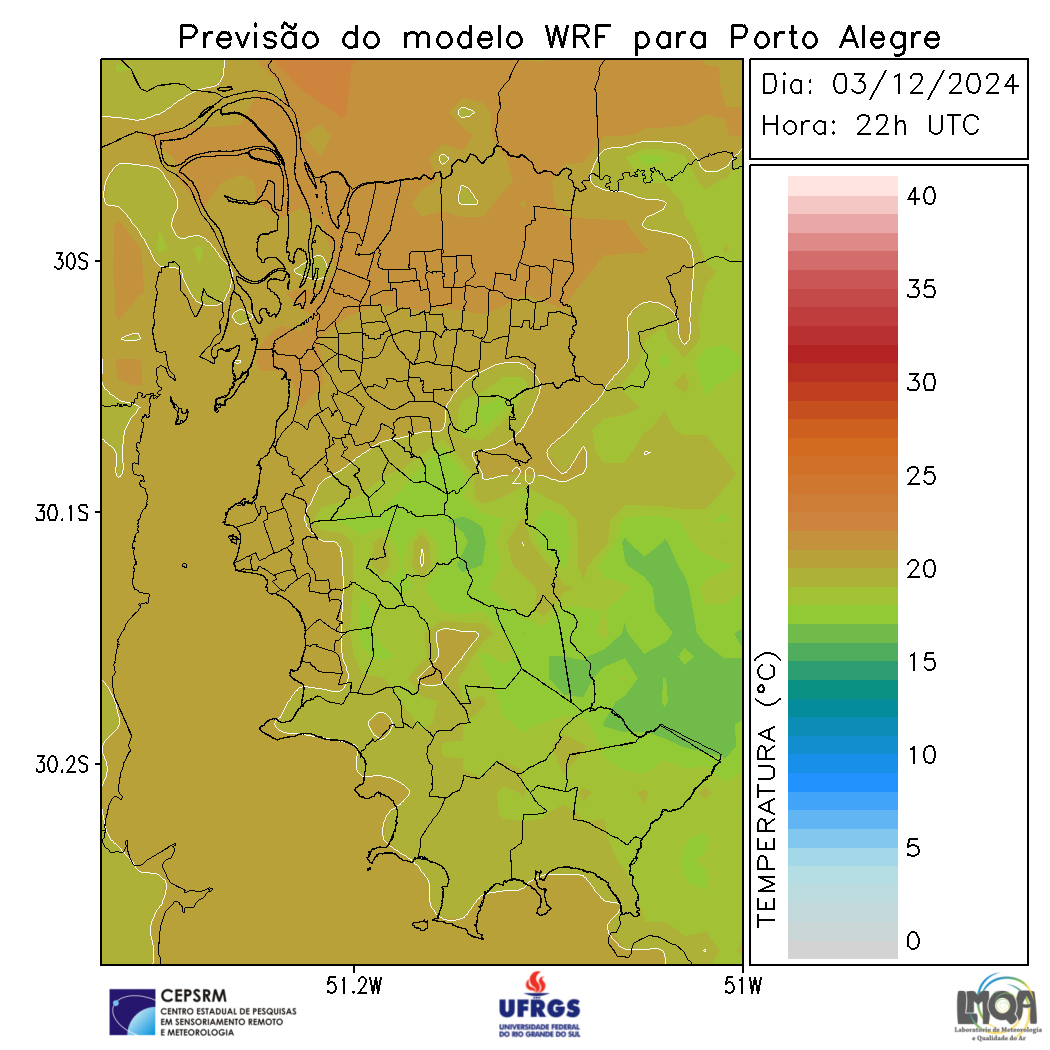 Previsão do modelo WRF para Porto Alegre
Dia: 03/12/2024
Hora: 22h UTC
40
35
30
25
20
15
10
5
0
TEMPERATURA (°C)
30S
30.1S
30.2S
20
51.2W
51W
CEPSRM
CENTRO ESTADUAL DE PESQUISAS
EM SENSORIAMENTO REMOTO
E METEOROLOGIA
UFRGS
UNIVERSIDADE FEDERAL
DO RIO GRANDE DO SUL
LMQA
Laboratório de Meteorologia
e Qualidade do Ar